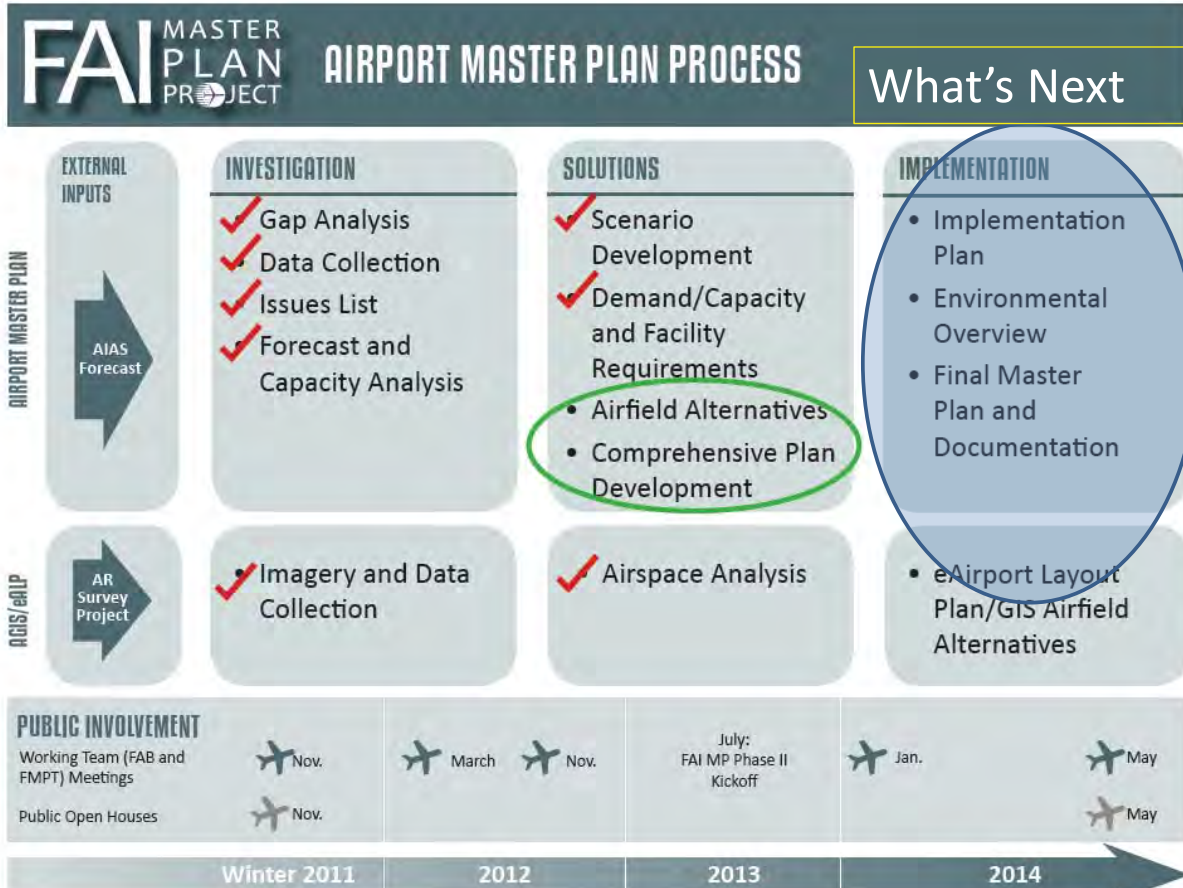 FAI
MASTER
PLAN
PROJECT
AIRPORT MASTER PLAN PROCESS
What's Next
AIRPORT MASTER PLAN
EXTERNAL
INPUTS
AIAS
Forecast
INVESTIGATION
• Gap Analysis
• Data Collection
• Issues List
• Forecast and
Capacity Analysis
SOLUTIONS
• Scenario
Development
• Demand/Capacity
and Facility
Requirements
• Airfield Alternatives
• Comprehensive Plan
Development
IMPLEMENTATION
• Implementation
Plan
• Environmental
Overview
• Final Master
Plan and
Documentation
AGIS/eALP
AR
Survey
Project
• Imagery and Data
Collection
• Airspace Analysis
• eAirport Layout
Plan/GIS Airfield
Alternatives
PUBLIC INVOLVEMENT
Working Team (FAB and
FMPT) Meetings
Nov.
March
Nov.
July:
FAI MP Phase II
Kickoff
Jan.
May
Public Open Houses
Nov.
May
Winter 2011
2012
2013
2014